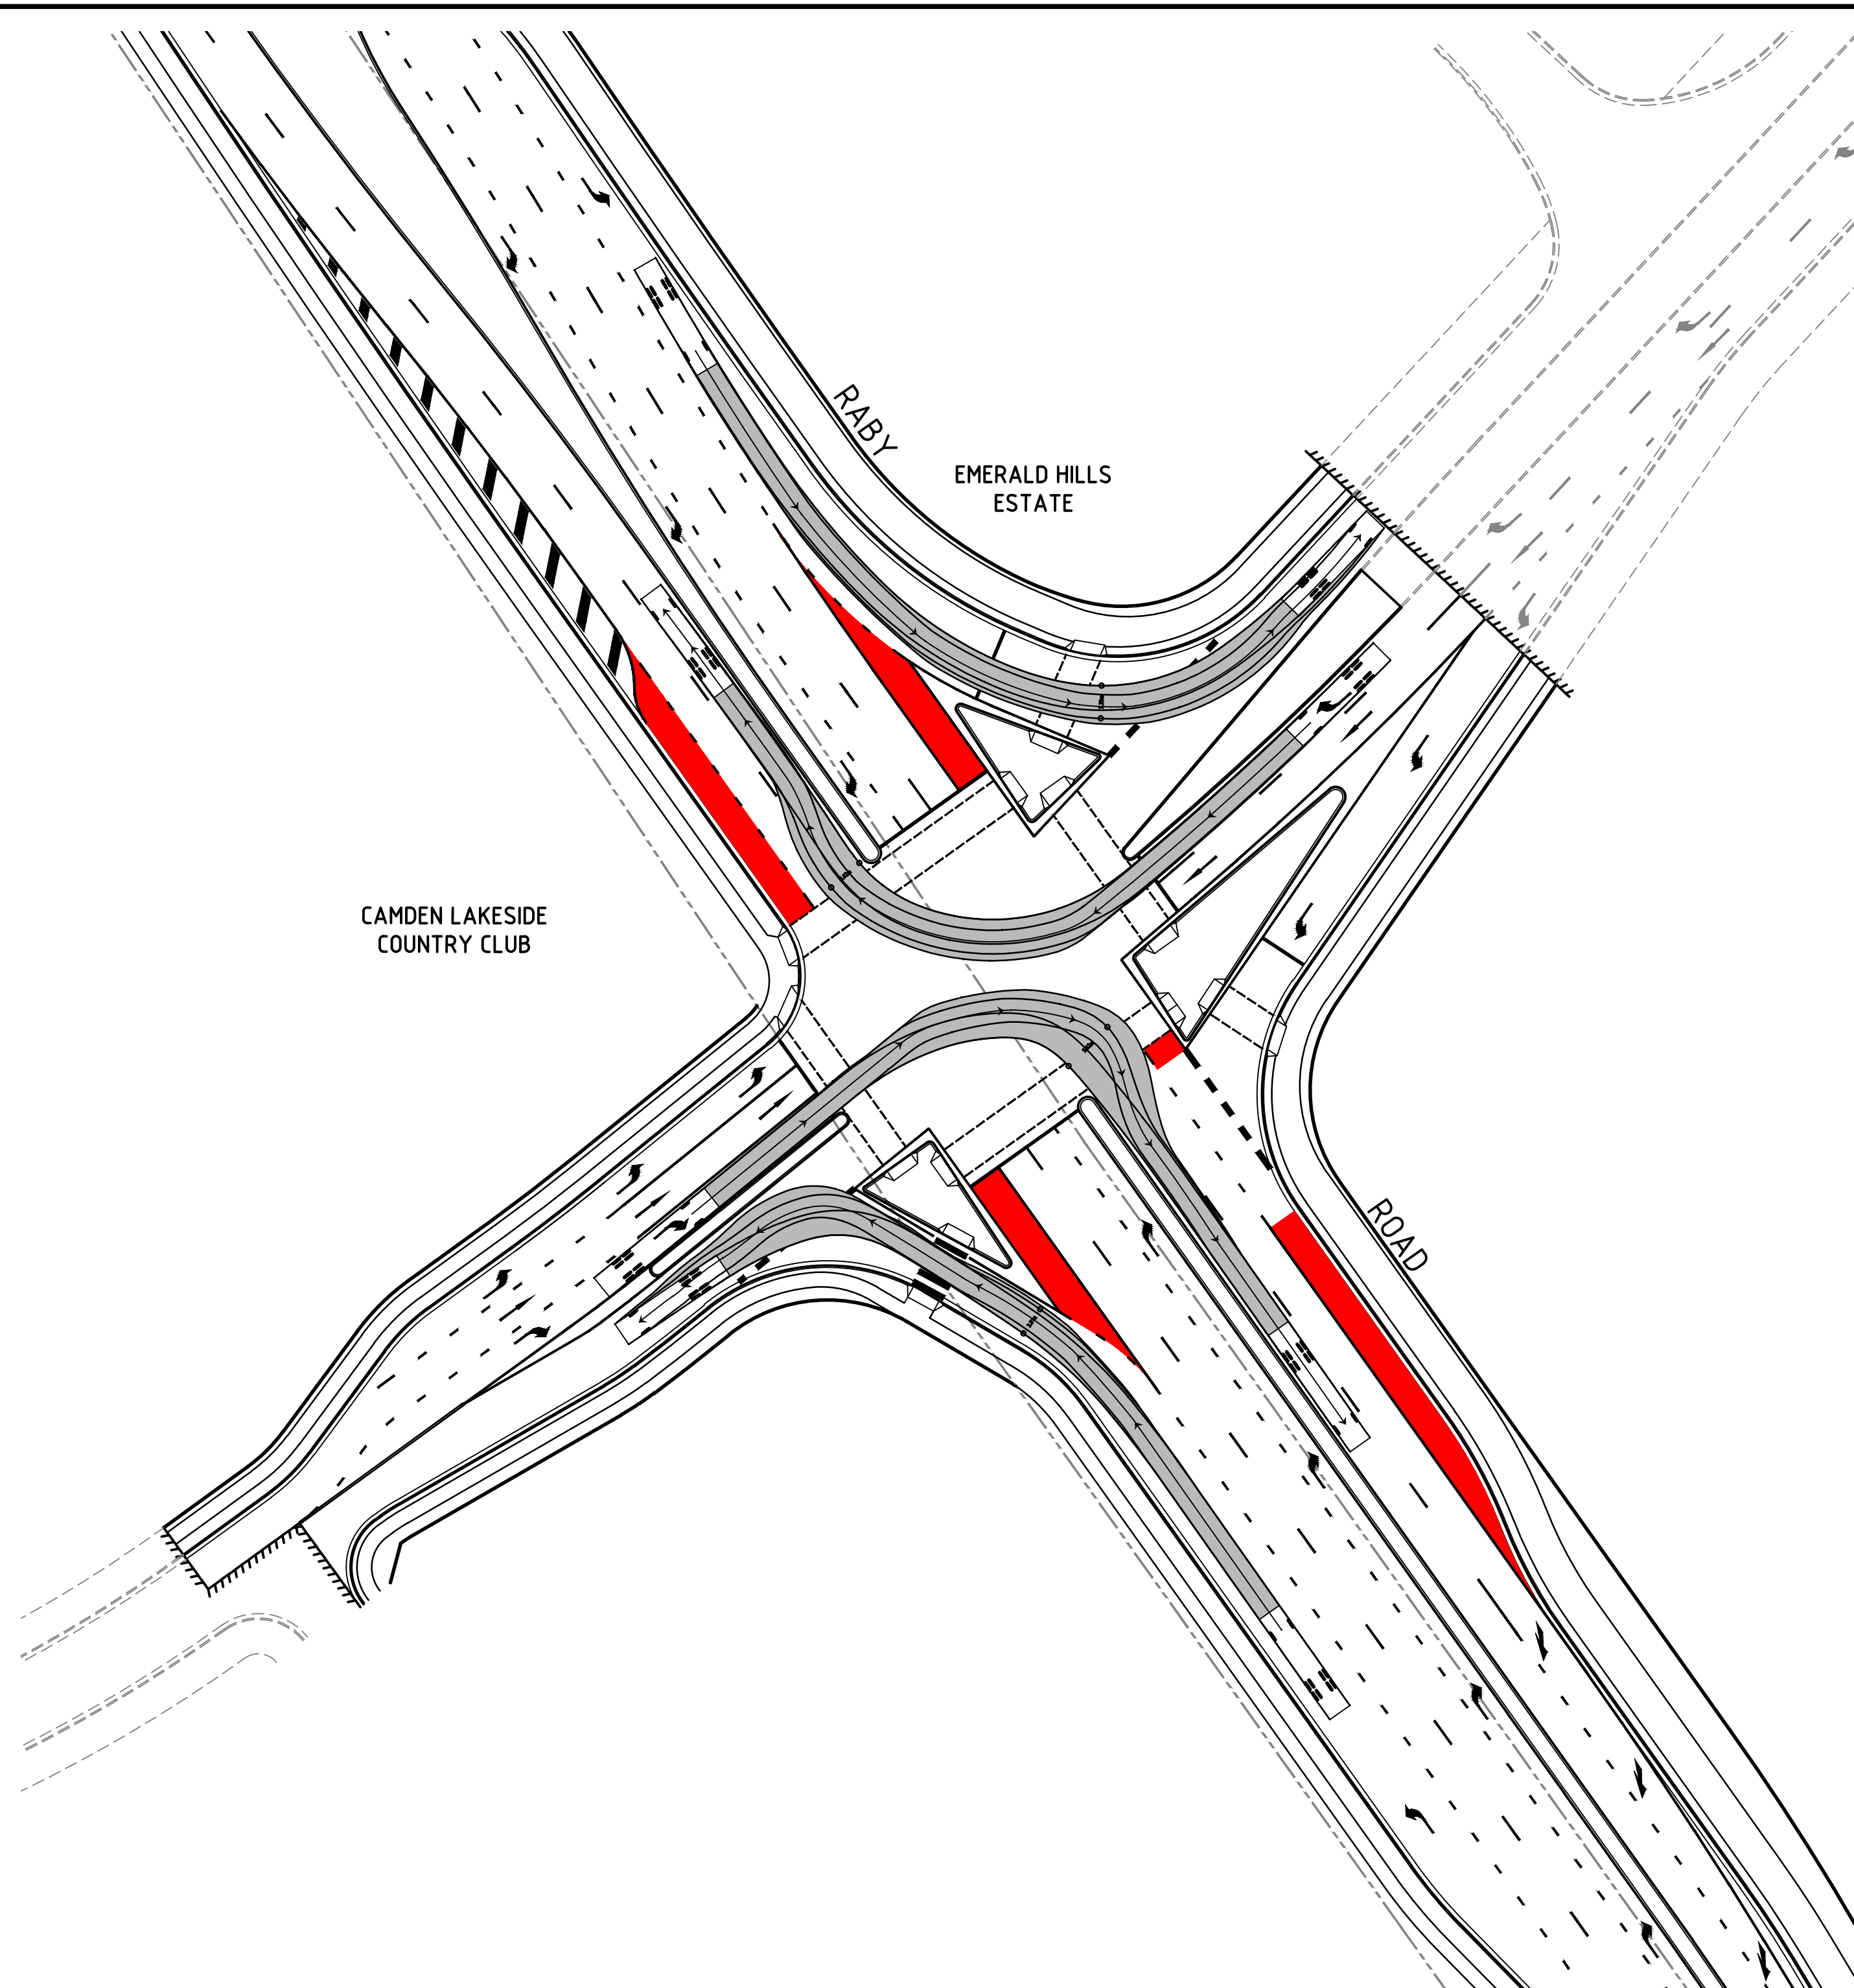 RABY
EMERALD HILLS
ESTATE
CAMDEN LAKESIDE
COUNTRY CLUB
ROAD